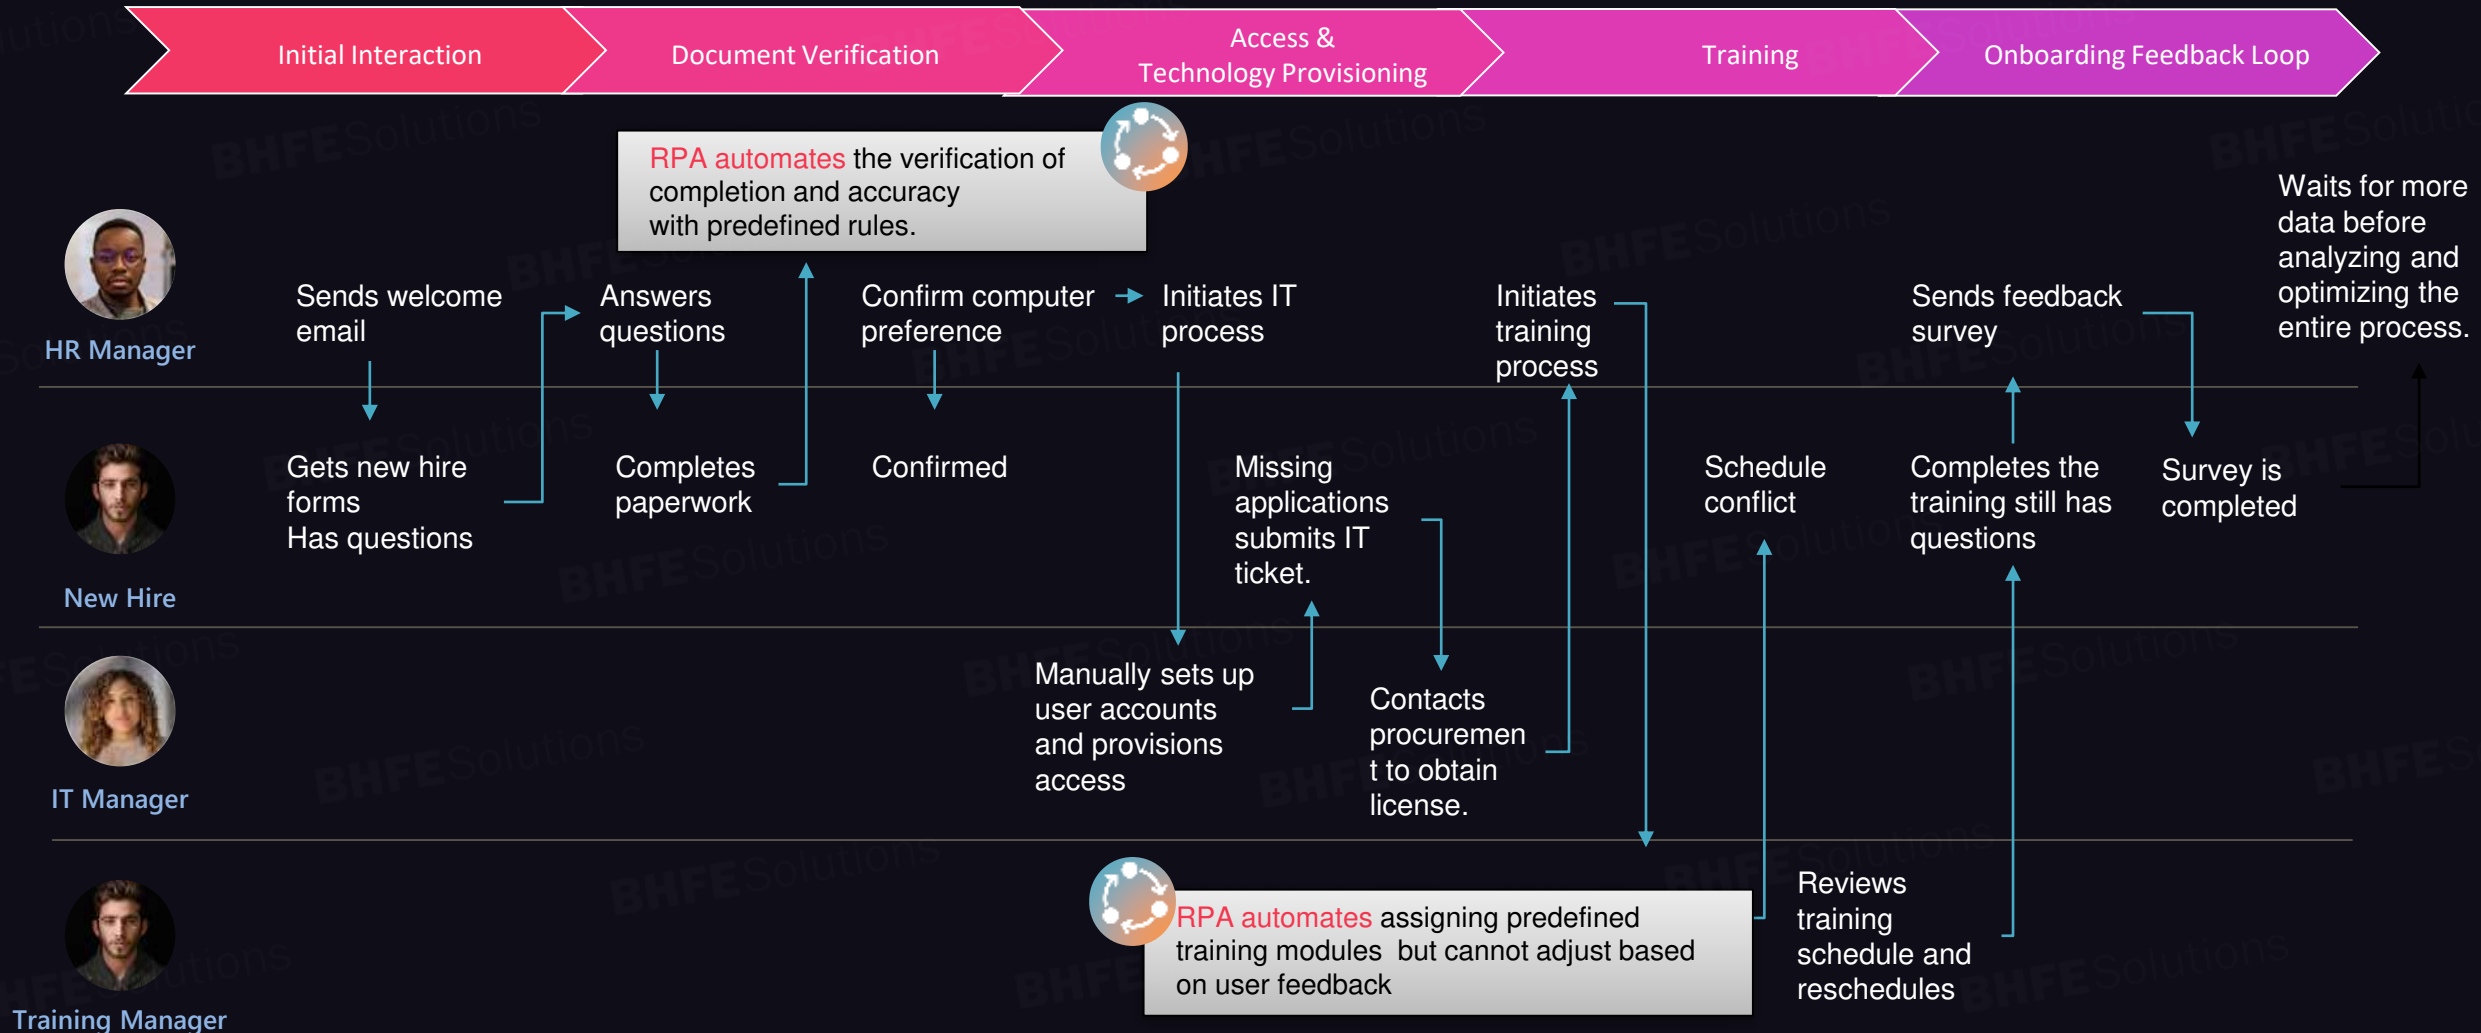 Initial Interaction
Document Verification
Access &
Technology Provisioning
Training
Onboarding Feedback Loop
RPA automates the verification of
completion and accuracy
with predefined rules.
Waits for more
data before
analyzing and
optimizing the
entire process.
HR Manager
Sends welcome
email
Answers
questions
Confirm computer
preference
Initiates IT
process
Initiates
training
process
Sends feedback
survey
New Hire
Gets new hire
forms
Has questions
Completes
paperwork
Confirmed
Missing
applications
submits IT
ticket.
Schedule
conflict
Completes the
training still has
questions
Survey is
completed
IT Manager
Manually sets up
user accounts
and provisions
access
Contacts
procuremen
t to obtain
license.
Training Manager
RPA automates assigning predefined
training modules  but cannot adjust based
on user feedback
Reviews
training
schedule and
reschedules
BHFESolutions